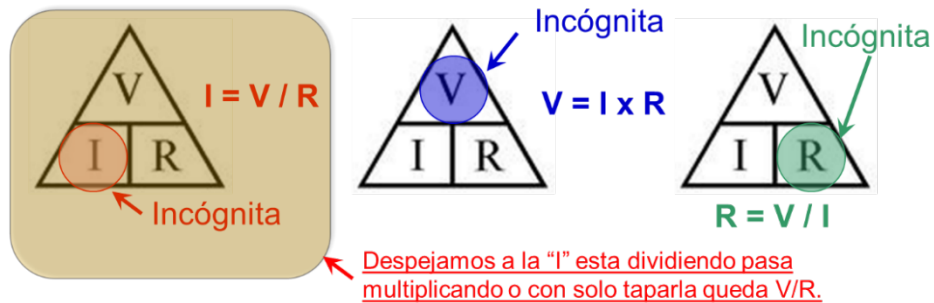 V
I = V / R
I R
Incógnita
Incógnita
V
V = I x R
I R
Incógnita
V
I R
R = V / I
Despejamos a la “I” esta dividiendo pasa
multiplicando o con solo taparla queda V/R.